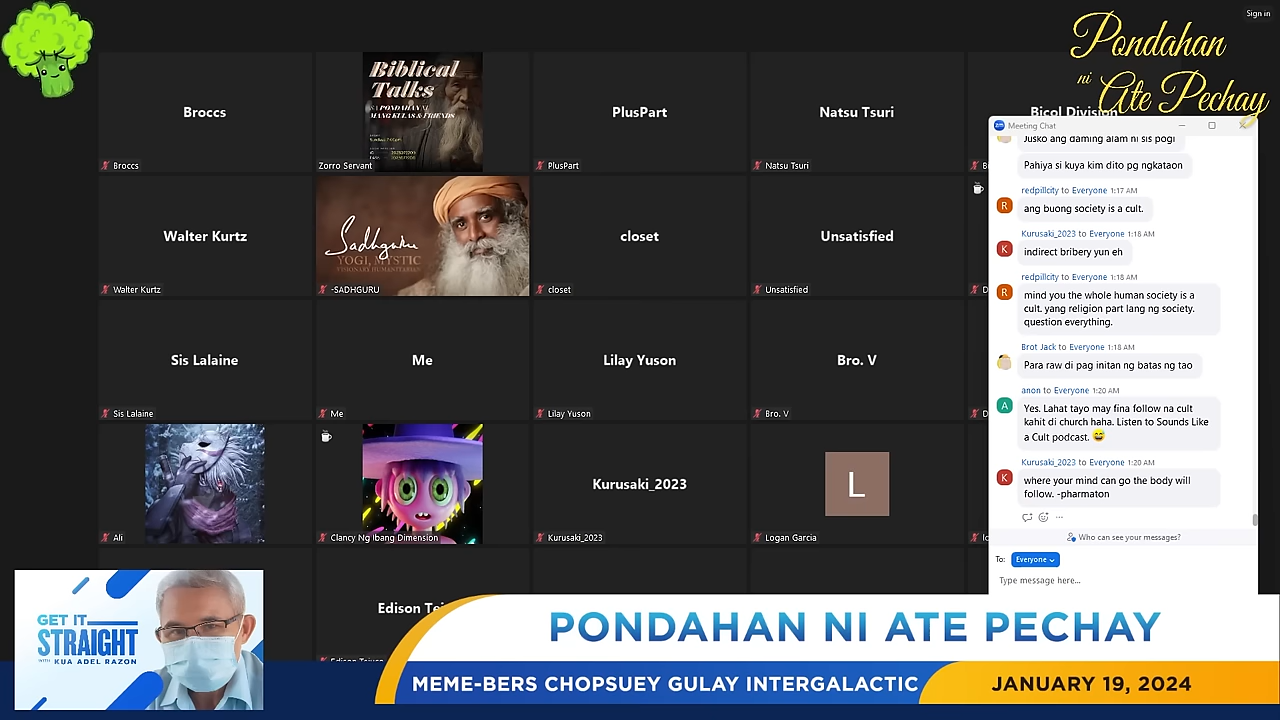 Sign in
Pondahan
ni
Ate Pechay
Broccs
Broccs
Biblical
Talks
SA PONDAHAN NI
MANG KULAS & FRIENDS
Zorro Servant
PlusPart
PlusPart
Natsu Tsuri
Natsu Tsuri
Bicol Division
Walter Kurtz
Walter Kurtz
Sadhguru
YOGI, MYSTIC
VISIONARY HUMANITARIAN
-SADHGURU
closet
closet
Unsatisfied
Unsatisfied
Sis Lalaine
Sis Lalaine
Me
Me
Lilay Yuson
Lilay Yuson
Bro. V
Bro. V
Ali
Clancy Ng Ibang Dimension
Kurusaki_2023
Kurusaki_2023
L
Logan Garcia
Meeting Chat
Jusko ang daming alam ni sis pogi
Pahiya si kuya kim dito pg ngkataon
redpillcity to Everyone 1:17 AM
R
ang buong society is a cult.
Kurusaki_2023 to Everyone 1:18 AM
K
indirect bribery yun eh
redpillcity to Everyone 1:18 AM
R
mind you the whole human society is a
cult. yang religion part lang ng society.
question everything.
Brot Jack to Everyone 1:18 AM
Para raw di pag initan ng batas ng tao
anon to Everyone 1:20 AM
A
Yes. Lahat tayo may fina follow na cult
kahit di church haha. Listen to Sounds Like
a Cult podcast. 😄
Kurusaki_2023 to Everyone 1:20 AM
K
where your mind can go the body will
follow. -pharmaton
Who can see your messages?
To: Everyone
Type message here...
GET IT
STRAIGHT
WITH KUA ADEL RAZON
PONDAHAN NI ATE PECHAY
MEME-BERS CHOPSUEY GULAY INTERGALACTIC
JANUARY 19, 2024